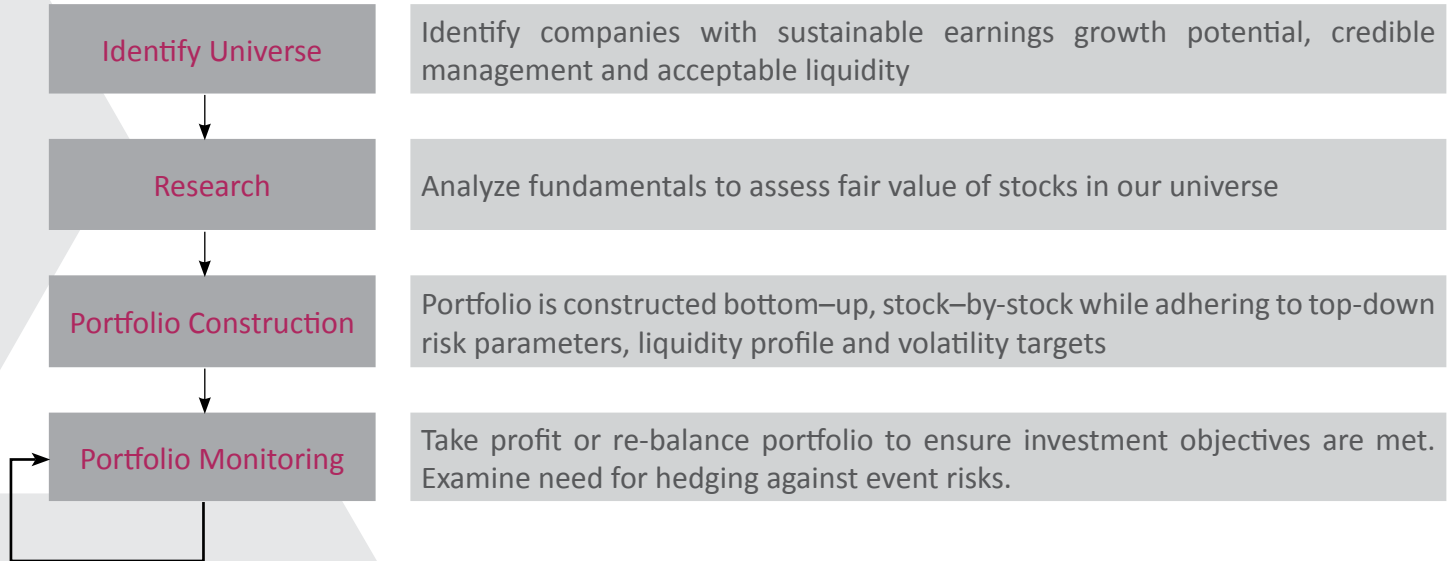 Identify Universe
Identify companies with sustainable earnings growth potential, credible
management and acceptable liquidity
Research
Analyze fundamentals to assess fair value of stocks in our universe
Portfolio Construction
Portfolio is constructed bottom–up, stock–by-stock while adhering to top-down
risk parameters, liquidity profile and volatility targets
Portfolio Monitoring
Take profit or re-balance portfolio to ensure investment objectives are met.
Examine need for hedging against event risks.